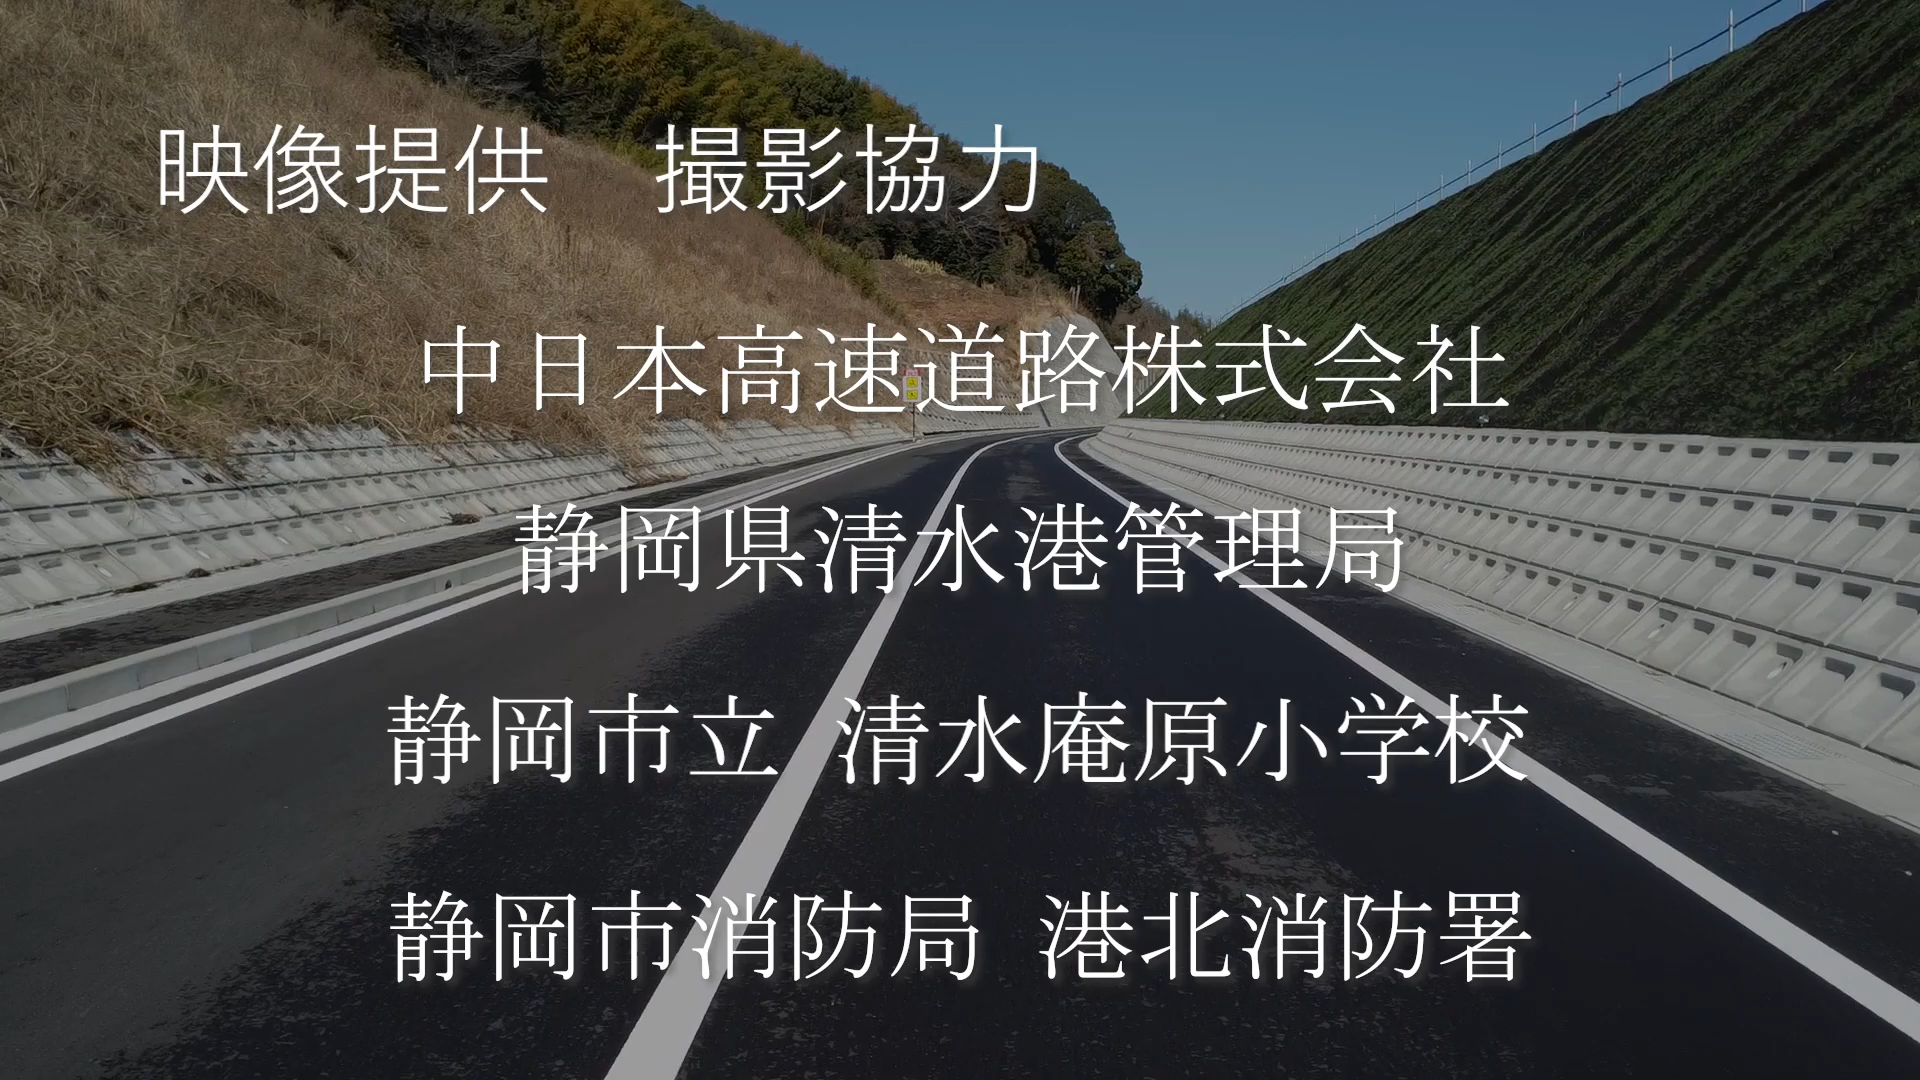 映像提供　撮影協力
中日本高速道路株式会社
静岡県清水港管理局
静岡市立 清水庵原小学校
静岡市消防局 港北消防署